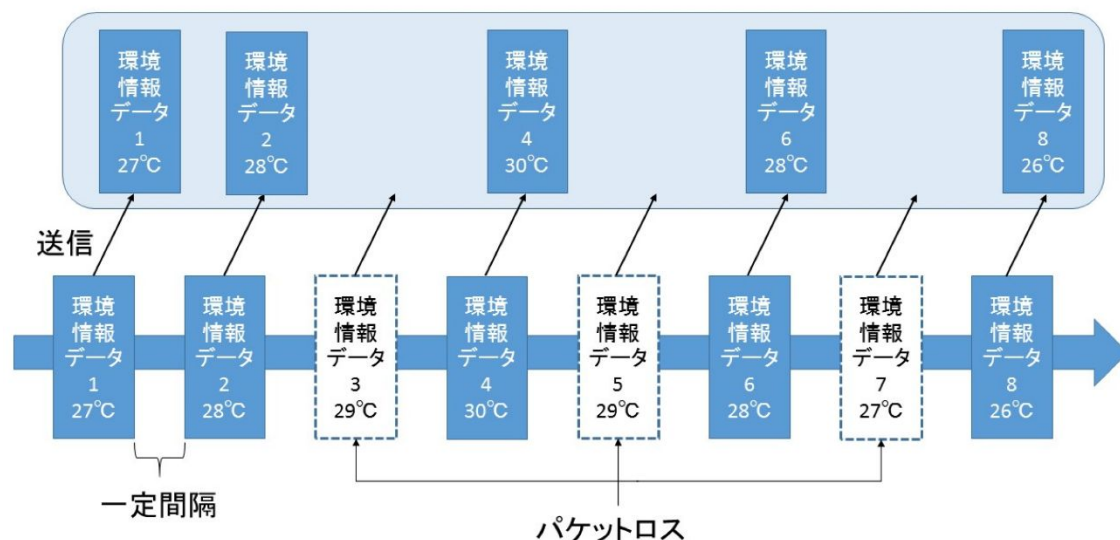 環境
情報
データ
1
27℃
環境
情報
データ
2
28℃
環境
情報
データ
4
30℃
環境
情報
データ
6
28℃
環境
情報
データ
8
26℃
送信
環境
情報
データ
1
27℃
環境
情報
データ
2
28℃
環境
情報
データ
3
29℃
環境
情報
データ
4
30℃
環境
情報
データ
5
29℃
環境
情報
データ
6
28℃
環境
情報
データ
7
27℃
環境
情報
データ
8
26℃
一定間隔
パケットロス